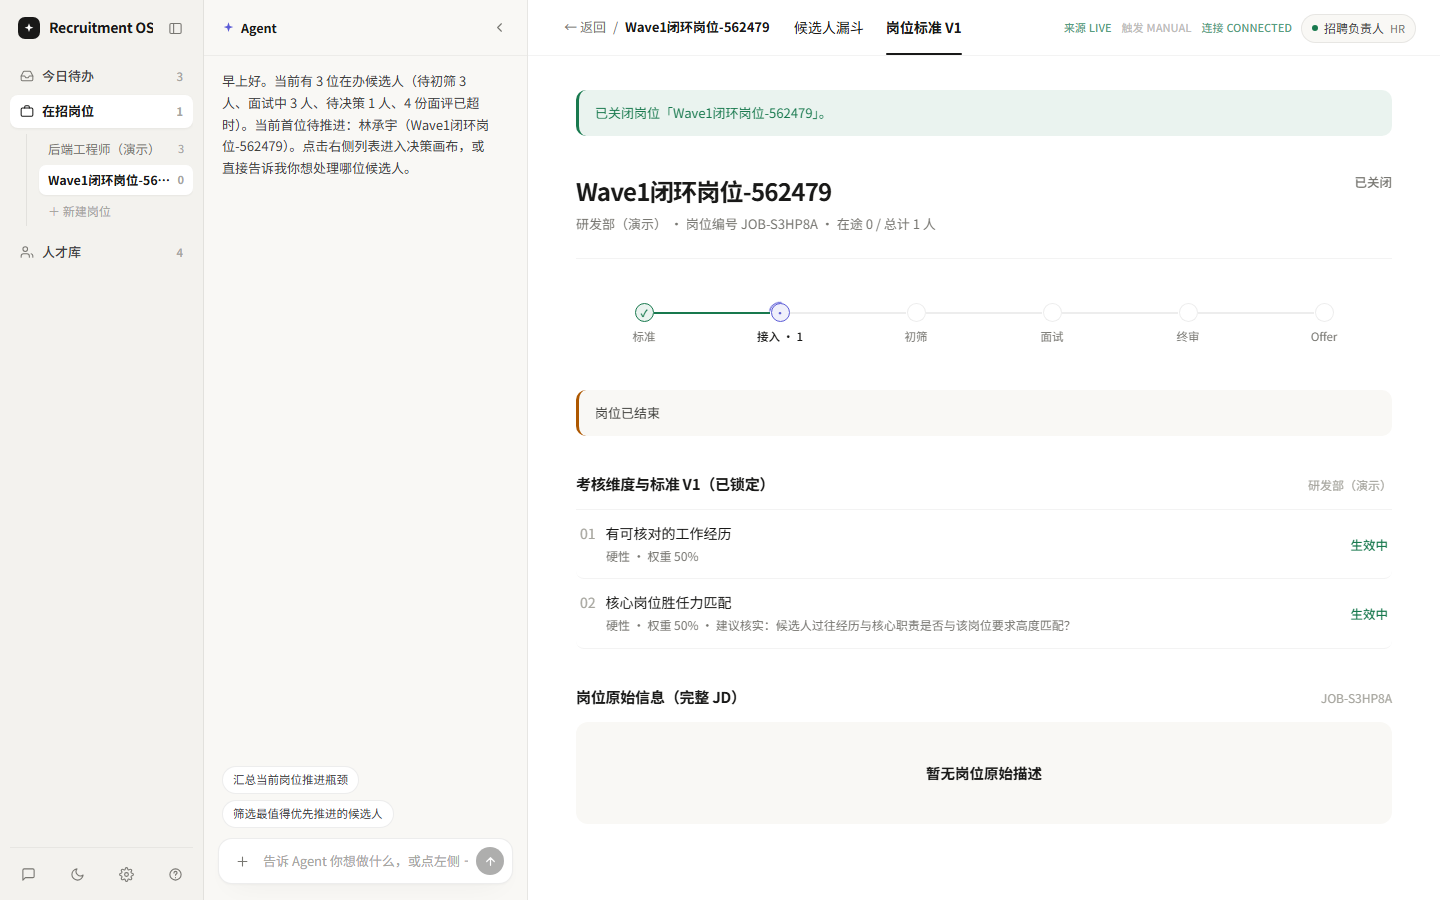 Recruitment OS
今日待办 3
在招岗位 1
后端工程师（演示） 3
Wave1闭环岗位-56··· 0
+ 新建岗位
人才库 4
Agent
早上好。当前有 3 位在办候选人（待初筛 3
人、面试中 3 人、待决策 1 人、4 份面评已超
时）。当前首位待推进：林承宇（Wave1闭环岗
位-562479）。点击右侧列表进入决策画布，或
直接告诉我你想处理哪位候选人。
汇总当前岗位推进瓶颈
筛选最值得优先推进的候选人
告诉 Agent 你想做什么，或点左侧 -
← 返回 / Wave1闭环岗位-562479 候选人漏斗 岗位标准 V1
来源 LIVE 触发 MANUAL 连接 CONNECTED 招聘负责人 HR
已关闭岗位「Wave1闭环岗位-562479」。
Wave1闭环岗位-562479
已关闭
研发部（演示） · 岗位编号 JOB-S3HP8A · 在途 0 / 总计 1 人
标准 接入 · 1 初筛 面试 终审 Offer
岗位已结束
考核维度与标准 V1（已锁定） 研发部（演示）
01 有可核对的工作经历
硬性 · 权重 50%
生效中
02 核心岗位胜任力匹配
硬性 · 权重 50% · 建议核实：候选人过往经历与核心职责是否与该岗位要求高度匹配？
生效中
岗位原始信息（完整 JD） JOB-S3HP8A
暂无岗位原始描述